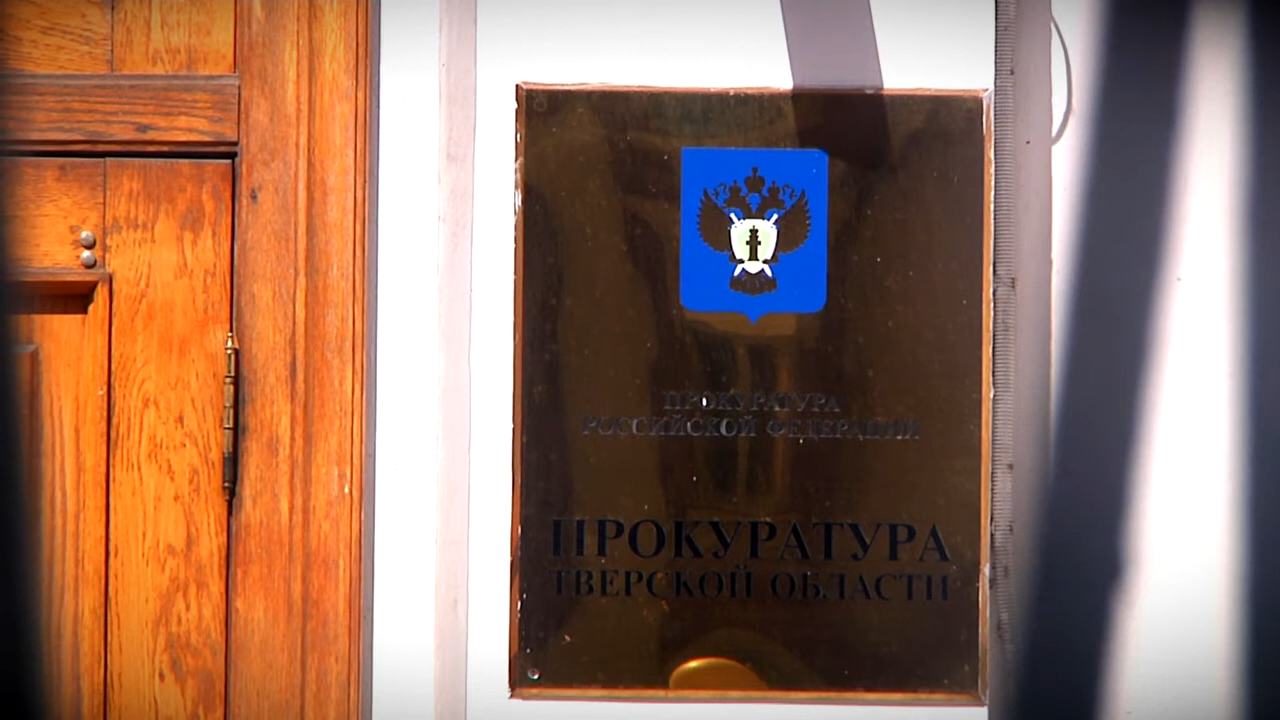 ПРОКУРАТУРА
РОССИЙСКОЙ ФЕДЕРАЦИИ
ПРОКУРАТУРА
ТВЕРСКОЙ ОБЛАСТИ